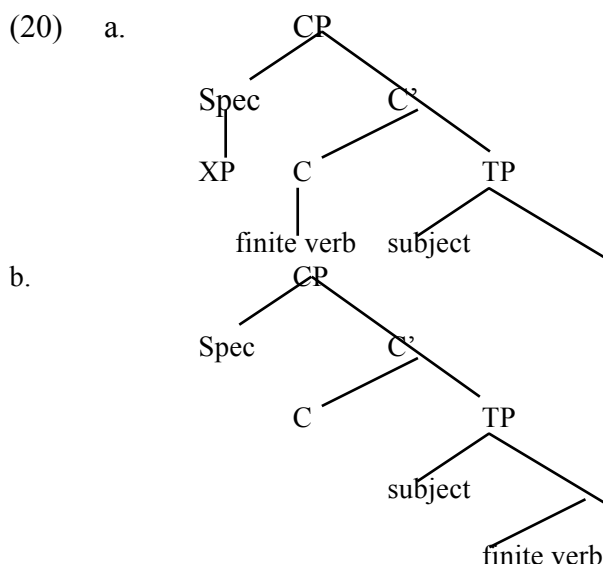 (20) a. CP
Spec C’
XP C TP
finite verb subject
b. CP
Spec C’
C TP
subject
finite verb